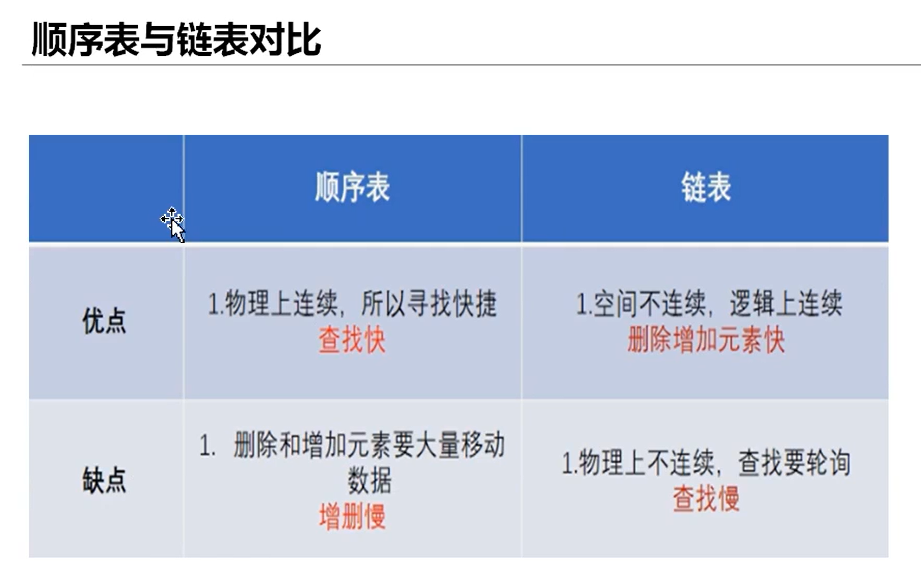 顺序表与链表对比
顺序表
链表
优点
1.物理上连续，所以寻找快捷
查找快
1.空间不连续，逻辑上连续
删除增加元素快
缺点
1. 删除和增加元素要大量移动
数据
增删慢
1.物理上不连续，查找要轮询
查找慢